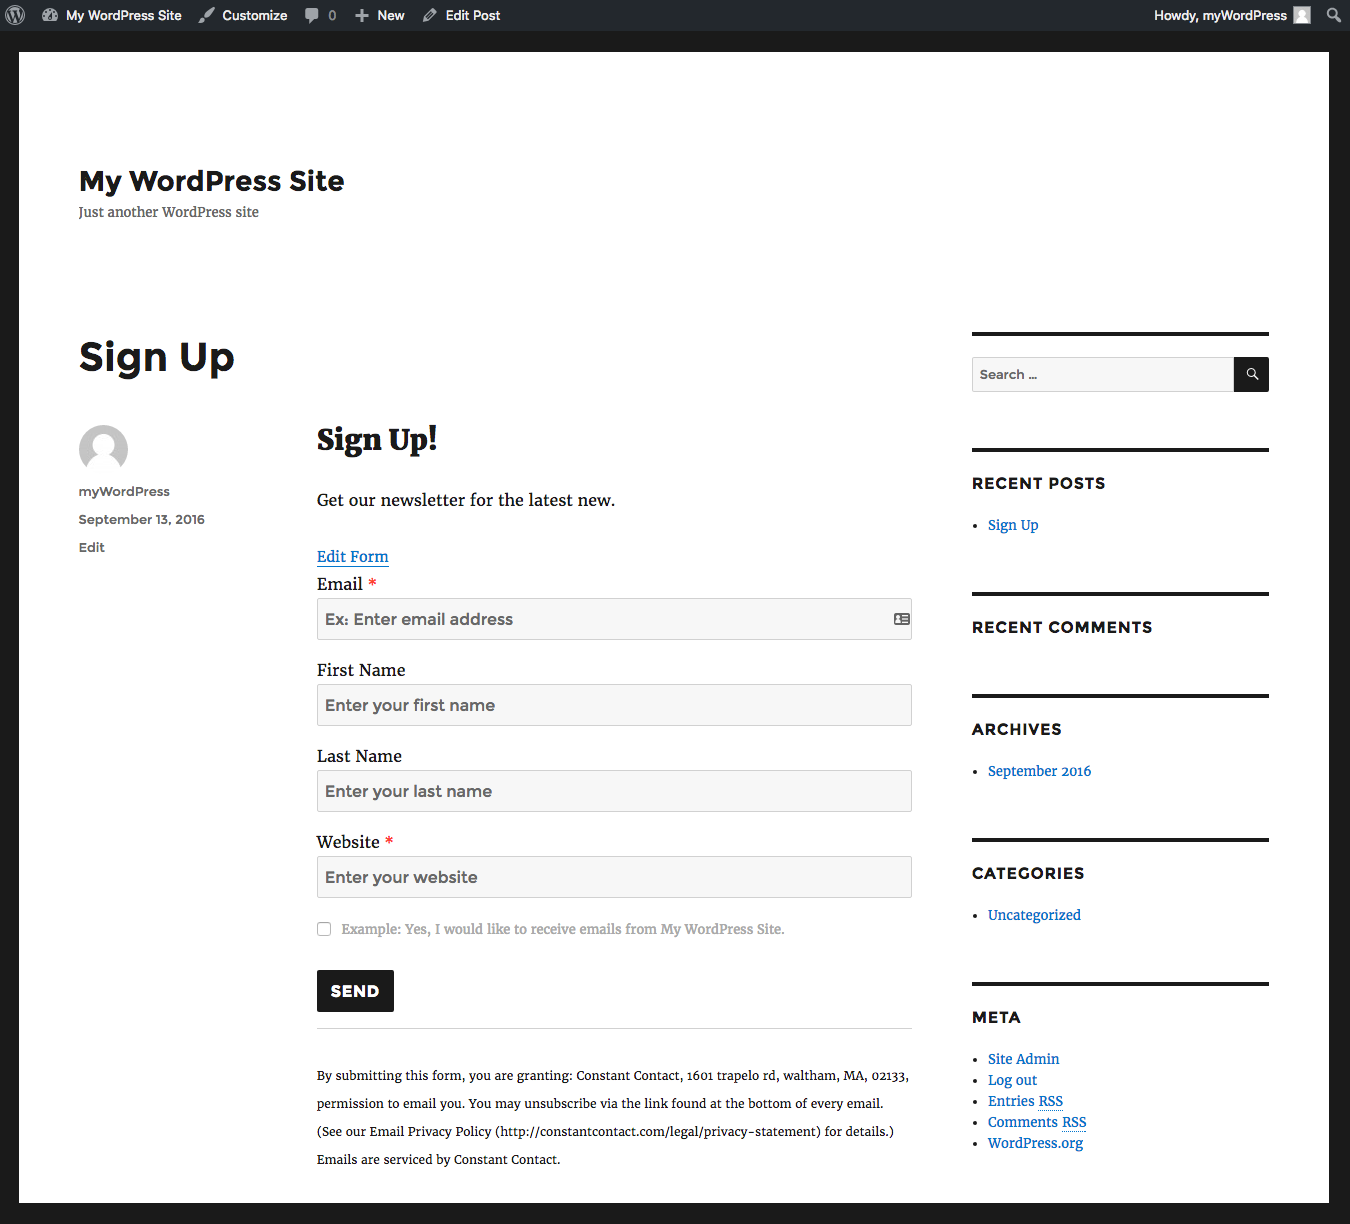 My WordPress Site Customize 0 New Edit Post Howdy, myWordPress
My WordPress Site
Just another WordPress site
Sign Up
myWordPress
September 13, 2016
Edit
Sign Up!
Get our newsletter for the latest new.
Edit Form
Email *
Ex: Enter email address
First Name
Enter your first name
Last Name
Enter your last name
Website *
Enter your website
Example: Yes, I would like to receive emails from My WordPress Site.
SEND
By submitting this form, you are granting: Constant Contact, 1601 trapelo rd, waltham, MA, 02133,
permission to email you. You may unsubscribe via the link found at the bottom of every email.
(See our Email Privacy Policy (http://constantcontact.com/legal/privacy-statement) for details.)
Emails are serviced by Constant Contact.
Search ...
RECENT POSTS
Sign Up
RECENT COMMENTS
ARCHIVES
September 2016
CATEGORIES
Uncategorized
META
Site Admin
Log out
Entries RSS
Comments RSS
WordPress.org